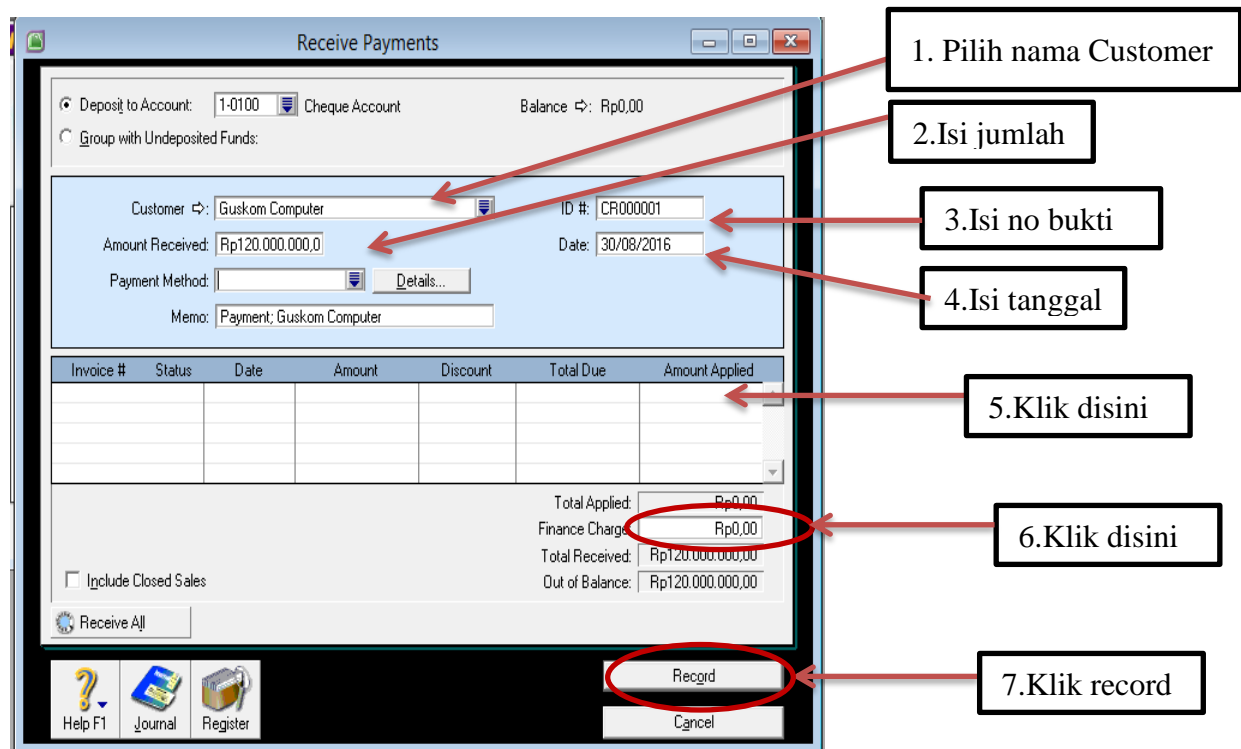 Receive Payments
1. Pilih nama Customer
Deposit to Account: 1-0100 Cheque Account Balance ⇨: Rp0,00
Group with Undeposited Funds:
2.Isi jumlah
Customer ⇨: Guskom Computer ID #: CR000001
3.Isi no bukti
Amount Received: Rp120.000.000,0 Date: 30/08/2016
Payment Method: Details...
4.Isi tanggal
Memo: Payment; Guskom Computer
Invoice # Status Date Amount Discount Total Due Amount Applied
5.Klik disini
Total Applied: Rp0,00
Finance Charge Rp0,00
6.Klik disini
Total Received: Rp120.000.000,00
Include Closed Sales Out of Balance: Rp120.000.000,00
Receive All
Record
7.Klik record
Help F1 Journal Register Cancel